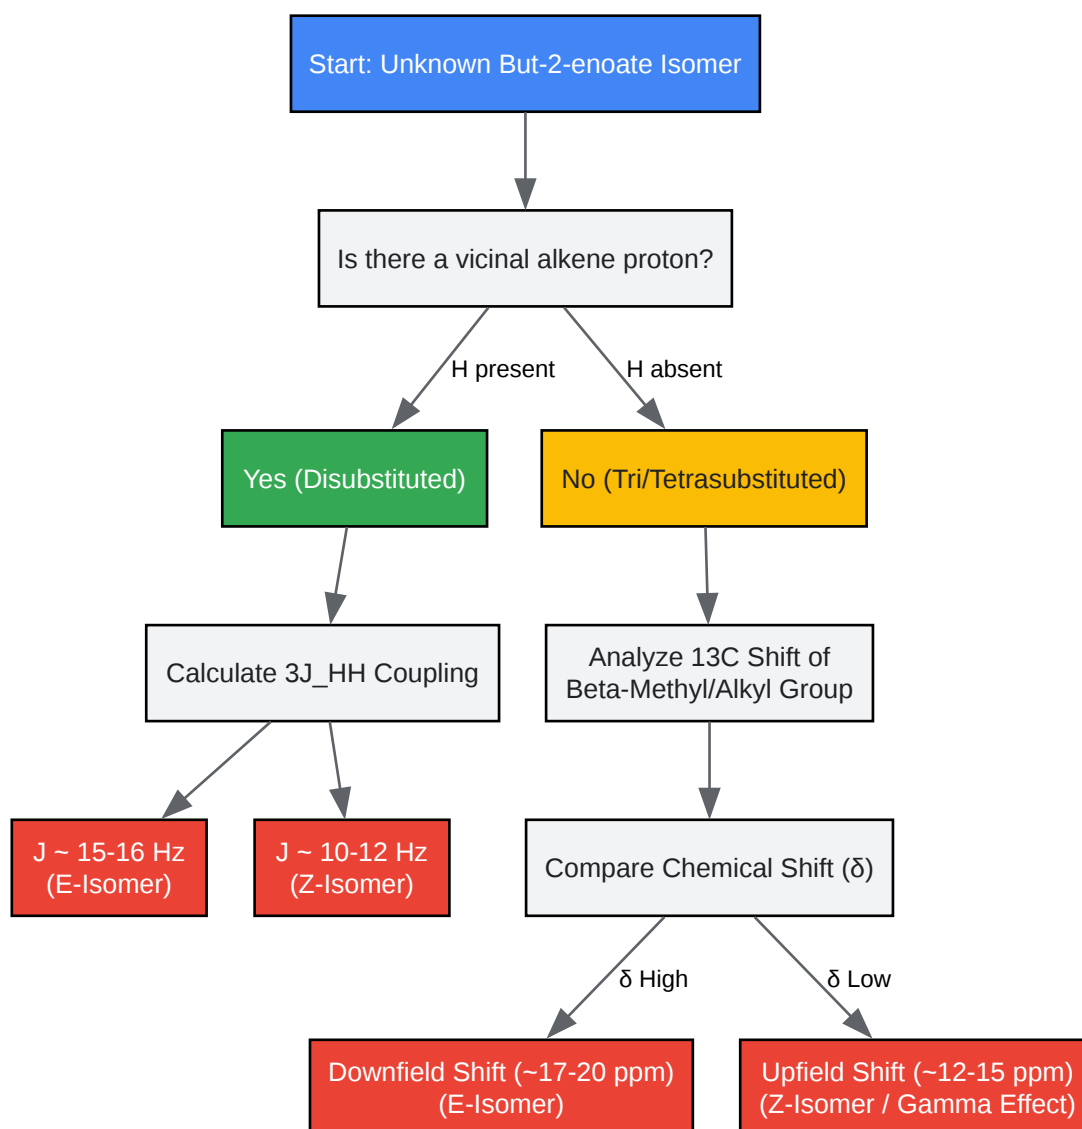 Start: Unknown But-2-enoate Isomer
Is there a vicinal alkene proton?
H present
H absent
Yes (Disubstituted)
No (Tri/Tetrasubstituted)
Calculate 3J_HH Coupling
Analyze 13C Shift of
Beta-Methyl/Alkyl Group
J ~ 15-16 Hz
(E-Isomer)
J ~ 10-12 Hz
(Z-Isomer)
Compare Chemical Shift (δ)
δ High
δ Low
Downfield Shift (~17-20 ppm)
(E-Isomer)
Upfield Shift (~12-15 ppm)
(Z-Isomer / Gamma Effect)